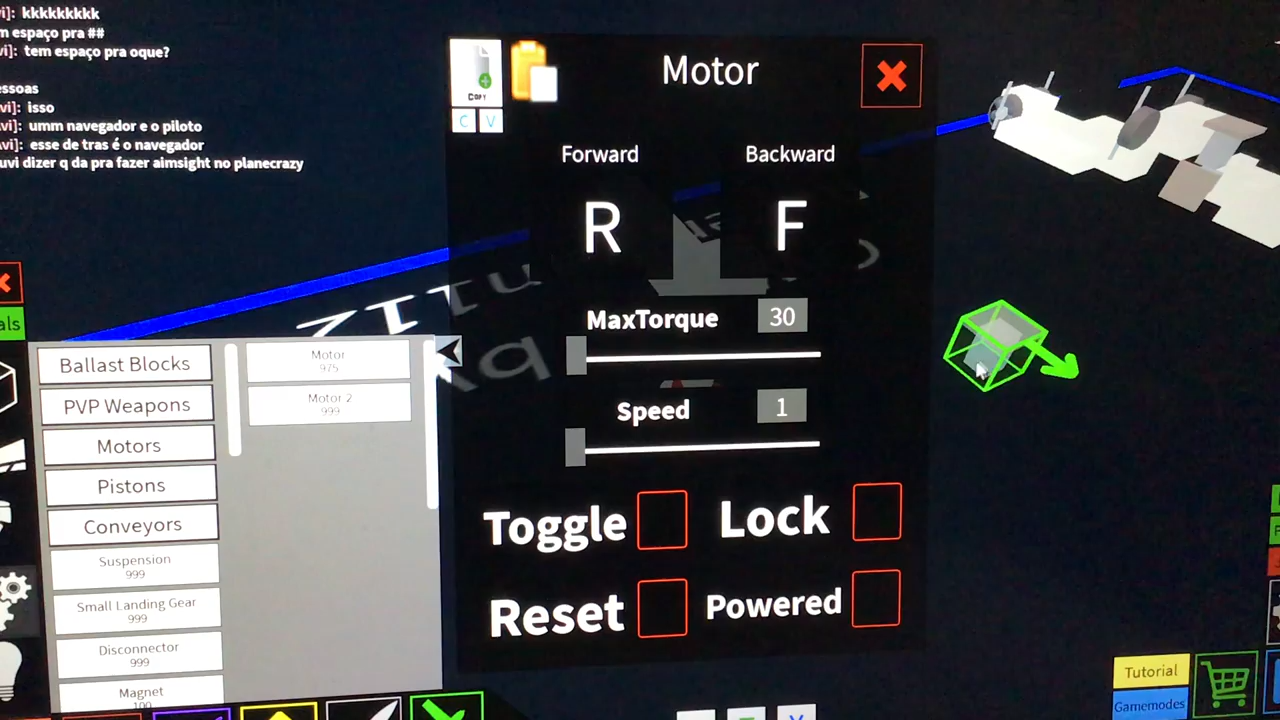 vi]: kkkkkkkkk
m espaço pra ##
vi]: tem espaço pra oque?
essoas
vi]: isso
vi]: umm navegador e o piloto
vi]: esse de tras é o navegador
uvi dizer q da pra fazer aimsight no planecrazy
COPY
C V
Motor
Forward
Backward
R
F
MaxTorque 30
Speed 1
Toggle
Lock
Reset
Powered
als
Ballast Blocks
PVP Weapons
Motors
Pistons
Conveyors
Suspension
999
Small Landing Gear
999
Disconnector
999
Magnet
100
Motor
975
Motor 2
999
Tutorial
Gamemodes